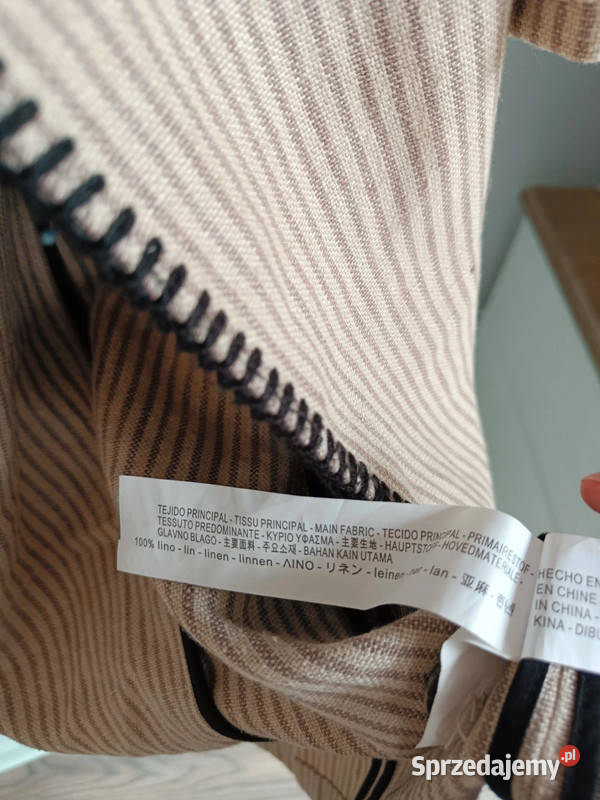 TEJIDO PRINCIPAL - TISSU PRINCIPAL - MAIN FABRIC - TECIDO PRINCIPAL - PRIMAIRE STOF -
TESSUTO PREDOMINANTE - ΚΥΡΙΟ ΥΦΑΣΜΑ - 主要生地 - HAUPTSTOFF - HOVEDMATERIALE -
GLAVNO BLAGO - 主要面料 - 주요소재 - BAHAN KAIN UTAMA
100% lino - lin - linen - linnen - ΛΙΝΟ - リネン - leinen - - lan - 亚麻 -
HECHO EN
EN CHINE
IN CHINA -
KINA - DIBU
Sprzedajemy.pl